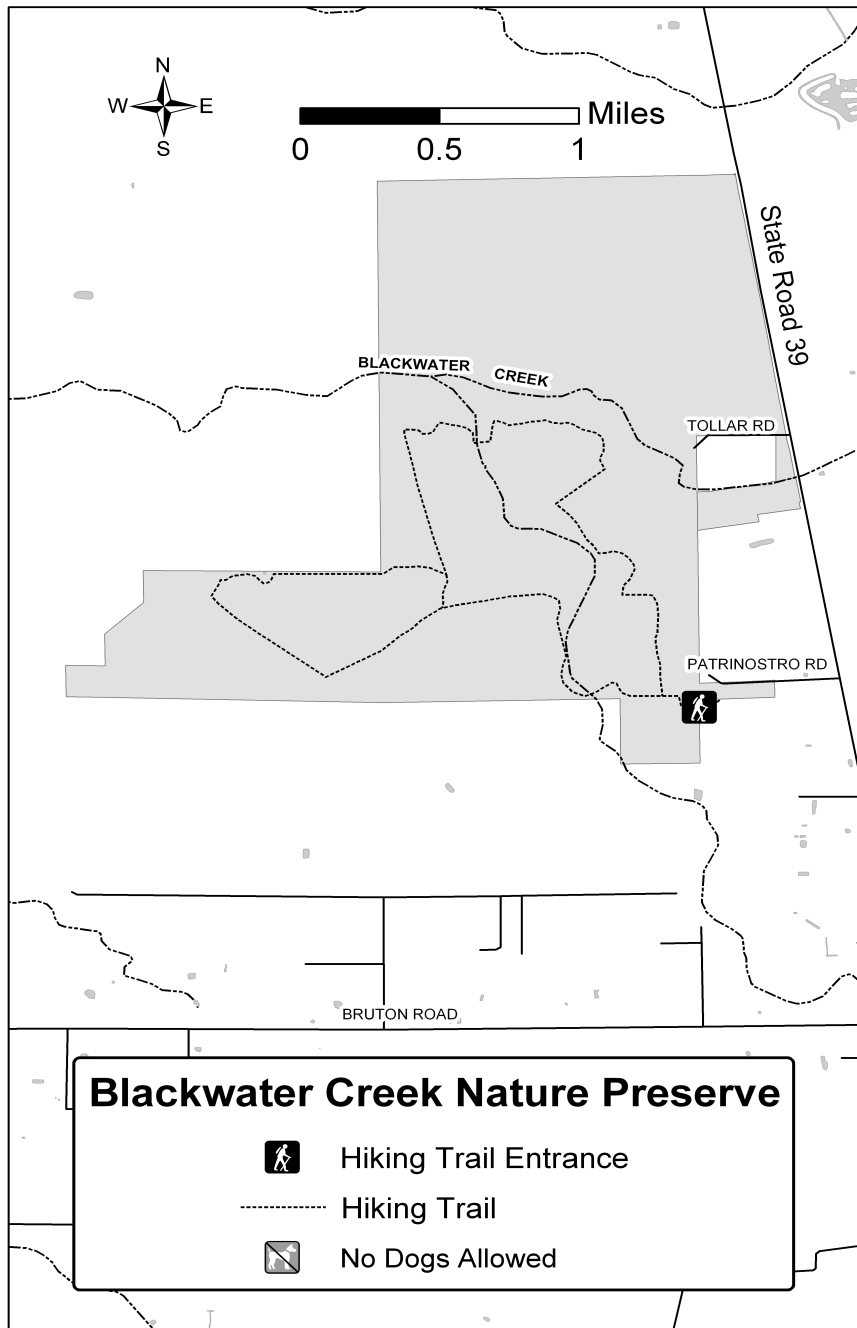 N
W E
S
Miles
0 0.5 1
State Road 39
BLACKWATER CREEK
TOLLAR RD
PATRINOSTRO RD
BRUTON ROAD
Blackwater Creek Nature Preserve
Hiking Trail Entrance
Hiking Trail
No Dogs Allowed